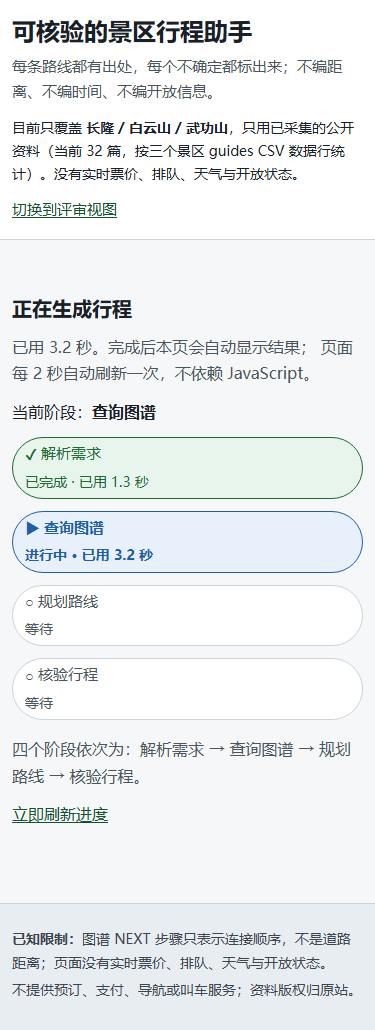 可核验的景区行程助手
每条路线都有出处，每个不确定都标出来；不编距
离、不编时间、不编开放信息。
目前只覆盖 长隆 / 白云山 / 武功山，只用已采集的公开
资料（当前 32 篇，按三个景区 guides CSV 数据行统
计）。没有实时票价、排队、天气与开放状态。
切换到评审视图
正在生成行程
已用 3.2 秒。完成后本页会自动显示结果； 页面
每 2 秒自动刷新一次，不依赖 JavaScript。
当前阶段：查询图谱
✓ 解析需求
已完成 · 已用 1.3 秒
▶ 查询图谱
进行中 • 已用 3.2 秒
○ 规划路线
等待
○ 核验行程
等待
四个阶段依次为：解析需求 → 查询图谱 → 规划
路线 → 核验行程。
立即刷新进度
已知限制：图谱 NEXT 步骤只表示连接顺序，不是道路
距离；页面没有实时票价、排队、天气与开放状态。
不提供预订、支付、导航或叫车服务；资料版权归原站。